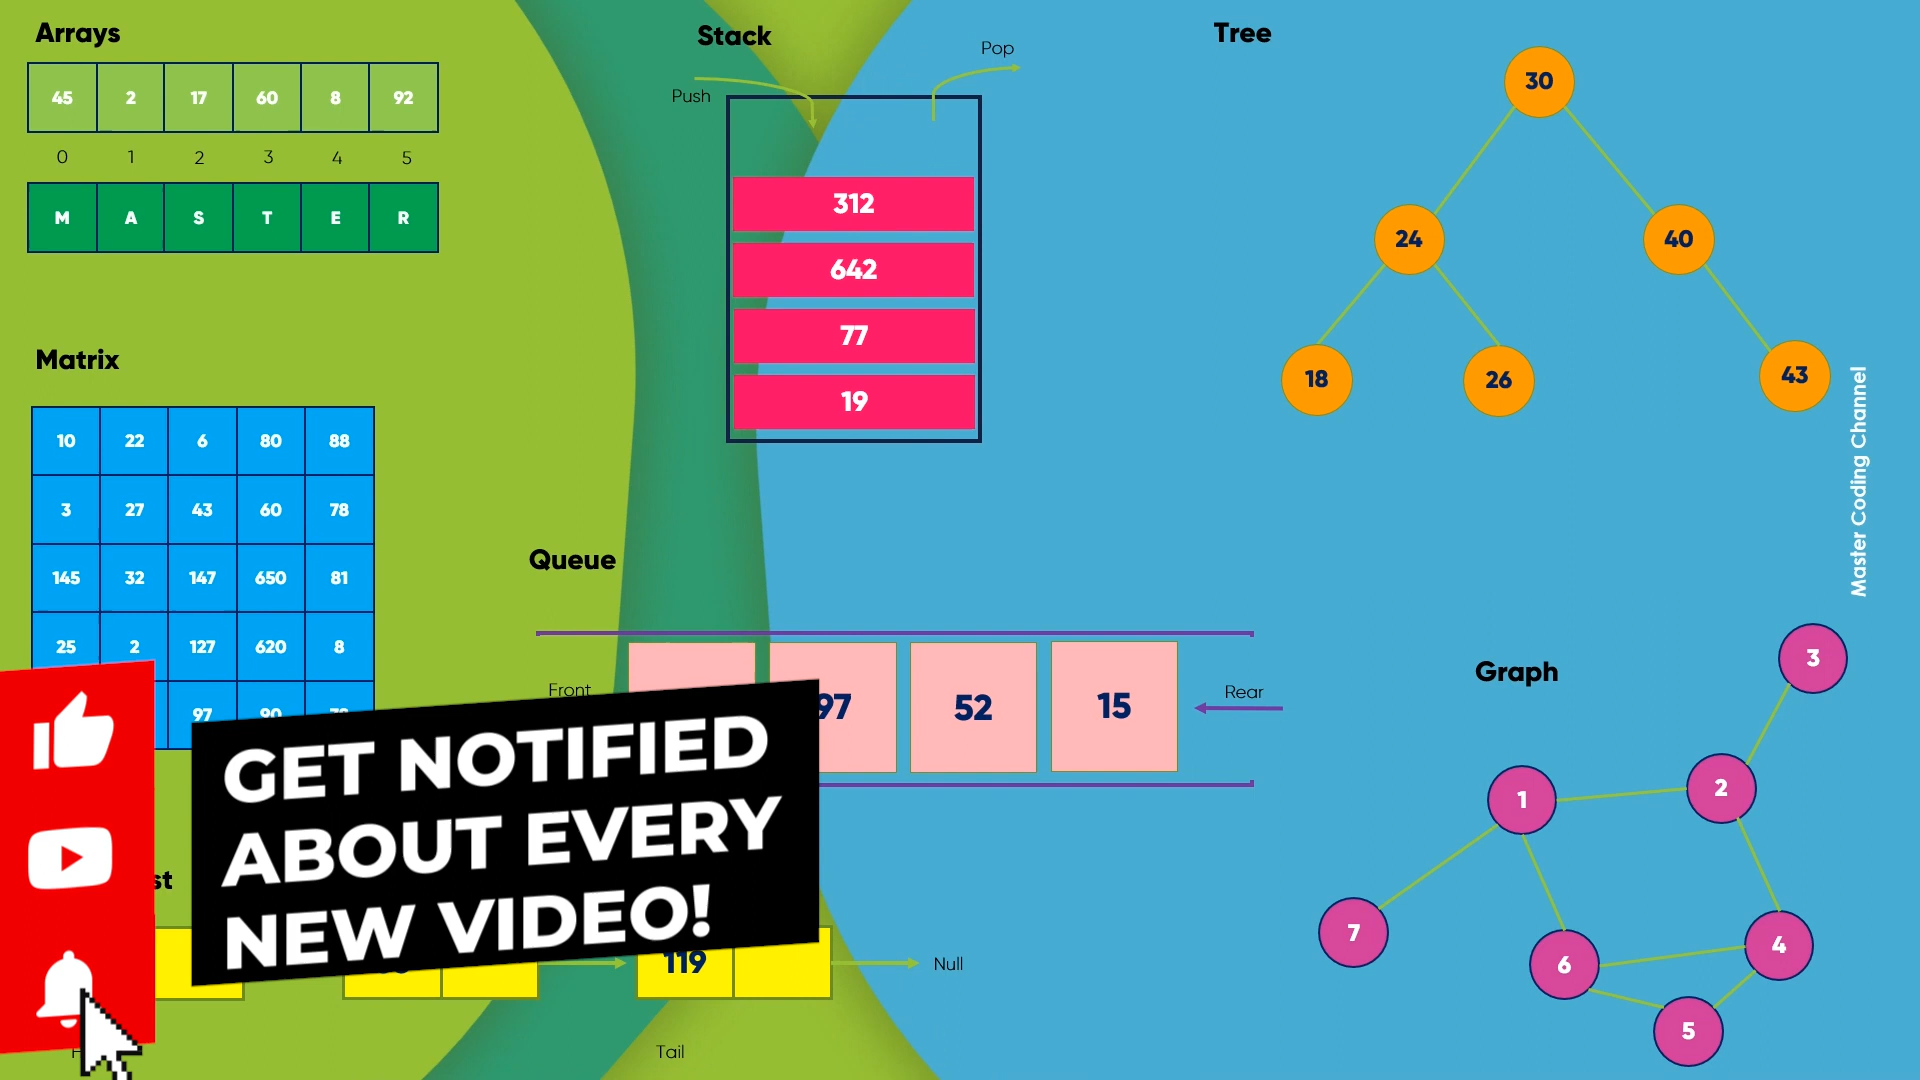 Arrays
45 2 17 60 8 92
0 1 2 3 4 5
M A S T E R
Matrix
10 22 6 80 88
3 27 43 60 78
145 32 147 650 81
25 2 127 620 8
97 90
Stack
Push
Pop
312
642
77
19
Queue
Front
97 52 15
Rear
Tree
30
24 40
18 26 43
Master Coding Channel
Graph
3
1 2
7 6 4
5
GET NOTIFIED
ABOUT EVERY
NEW VIDEO!
119
Null
Tail